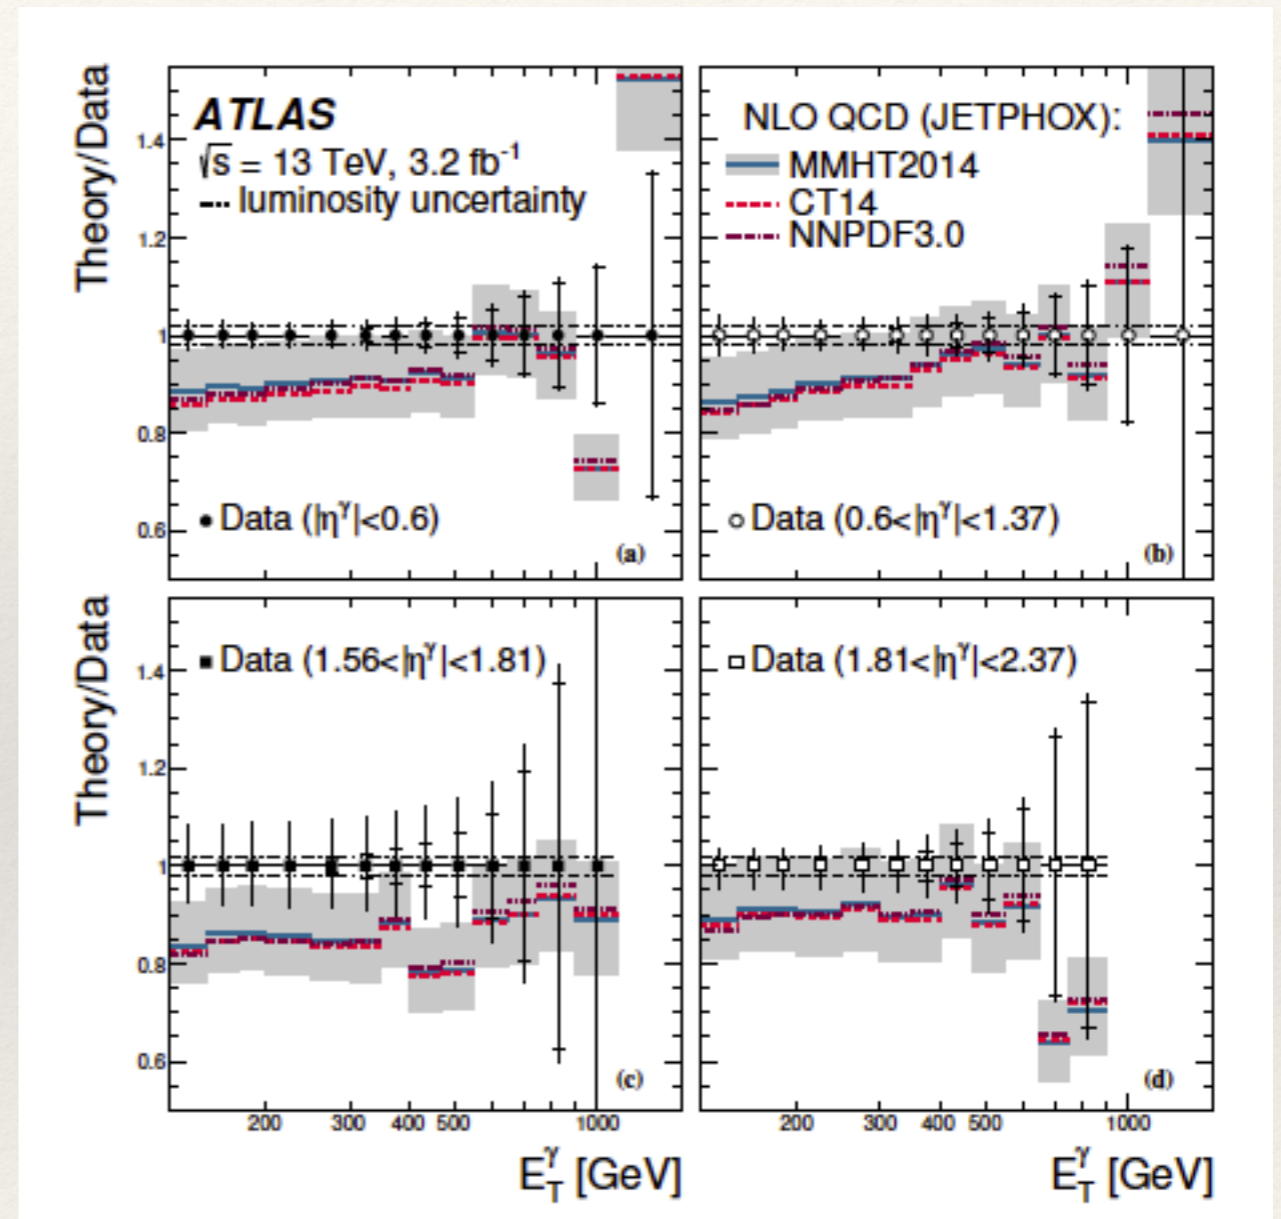 Theory/Data
1.4
1.2
1
0.8
0.6
ATLAS
√s = 13 TeV, 3.2 fb⁻¹
luminosity uncertainty
Data (|η^γ|<0.6)
(a)
NLO QCD (JETPHOX):
MMHT2014
CT14
NNPDF3.0
Data (0.6<|η^γ|<1.37)
(b)
Theory/Data
1.4
1.2
1
0.8
0.6
Data (1.56<|η^γ|<1.81)
(c)
200 300 400 500 1000
E_T^γ [GeV]
Data (1.81<|η^γ|<2.37)
(d)
200 300 400 500 1000
E_T^γ [GeV]